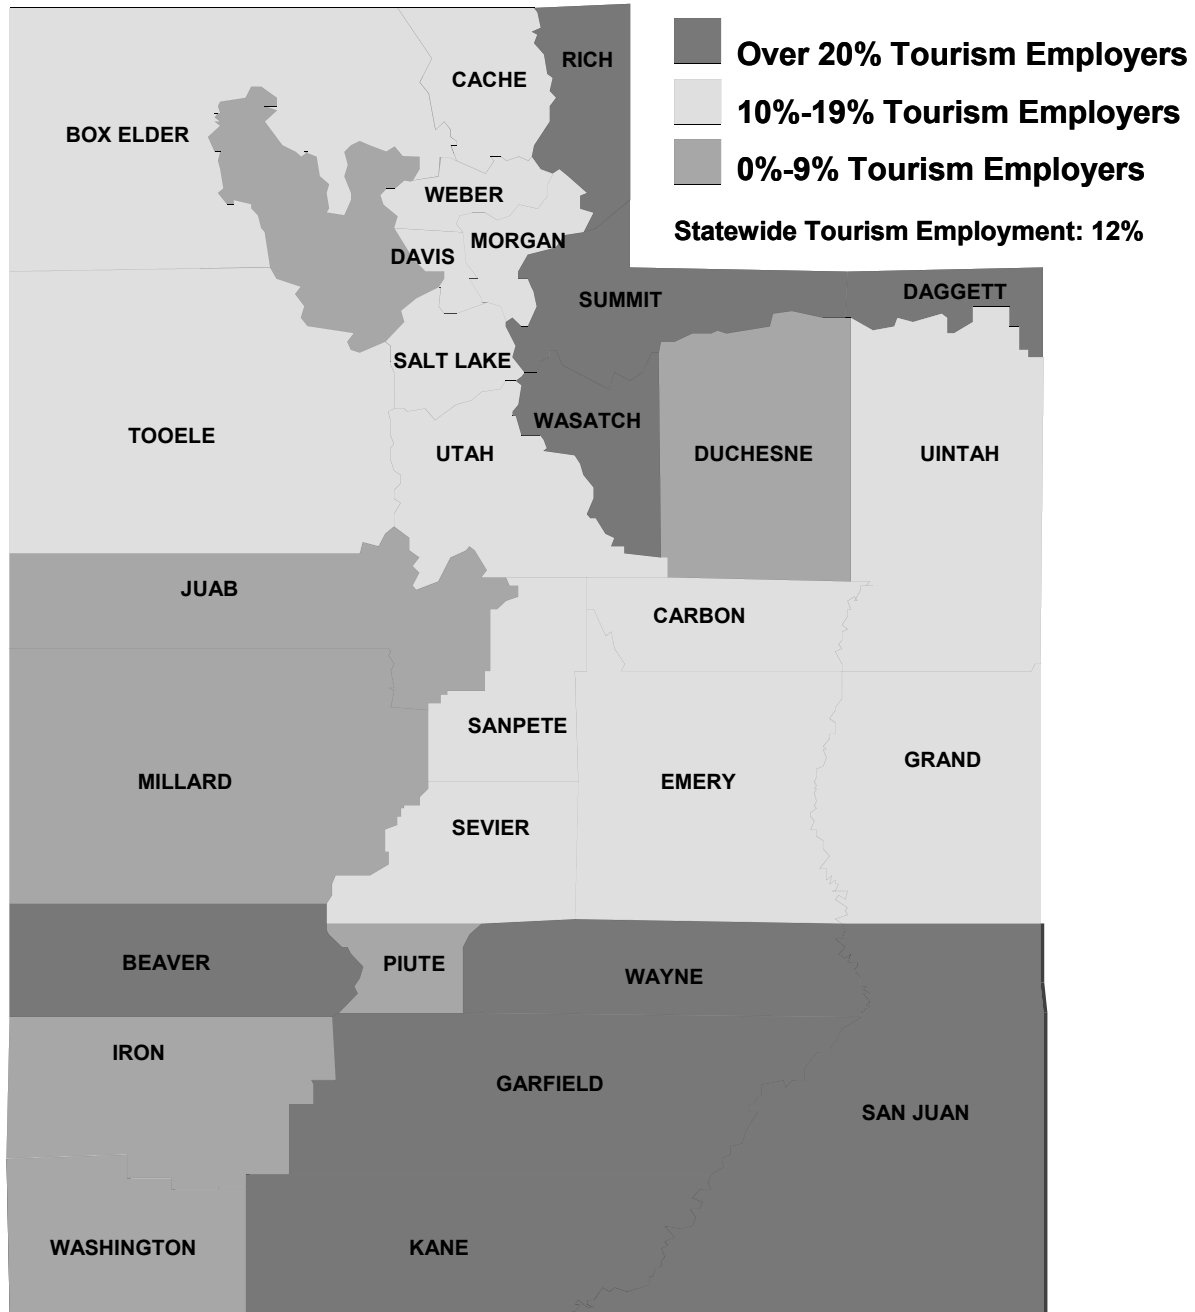 RICH
Over 20% Tourism Employers
CACHE
10%-19% Tourism Employers
BOX ELDER
0%-9% Tourism Employers
WEBER
Statewide Tourism Employment: 12%
MORGAN
DAVIS
SUMMIT
DAGGETT
SALT LAKE
WASATCH
TOOELE
UTAH
DUCHESNE
UINTAH
JUAB
CARBON
SANPETE
GRAND
MILLARD
EMERY
SEVIER
BEAVER
PIUTE
WAYNE
IRON
GARFIELD
SAN JUAN
WASHINGTON
KANE